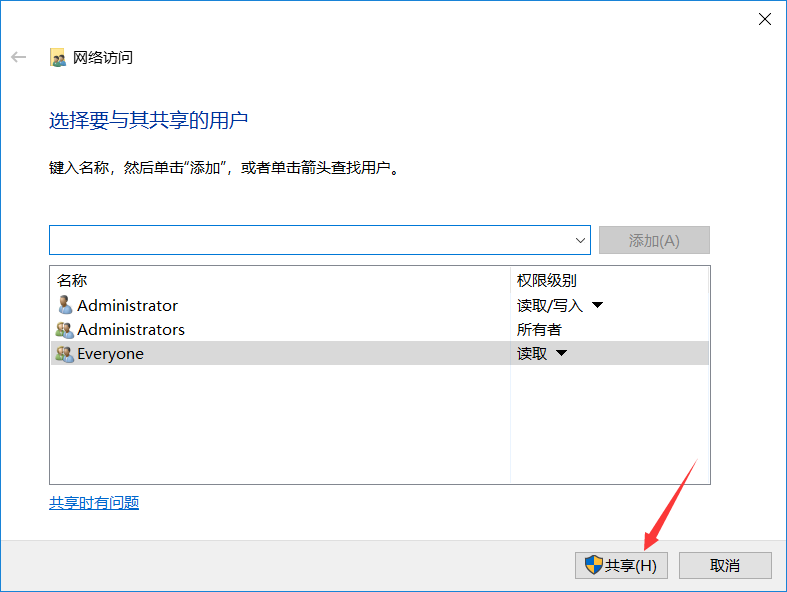 网络访问
选择要与其共享的用户
键入名称，然后单击“添加”，或者单击箭头查找用户。
添加(A)
名称 权限级别
Administrator 读取/写入
Administrators 所有者
Everyone 读取
共享时有问题
共享(H) 取消